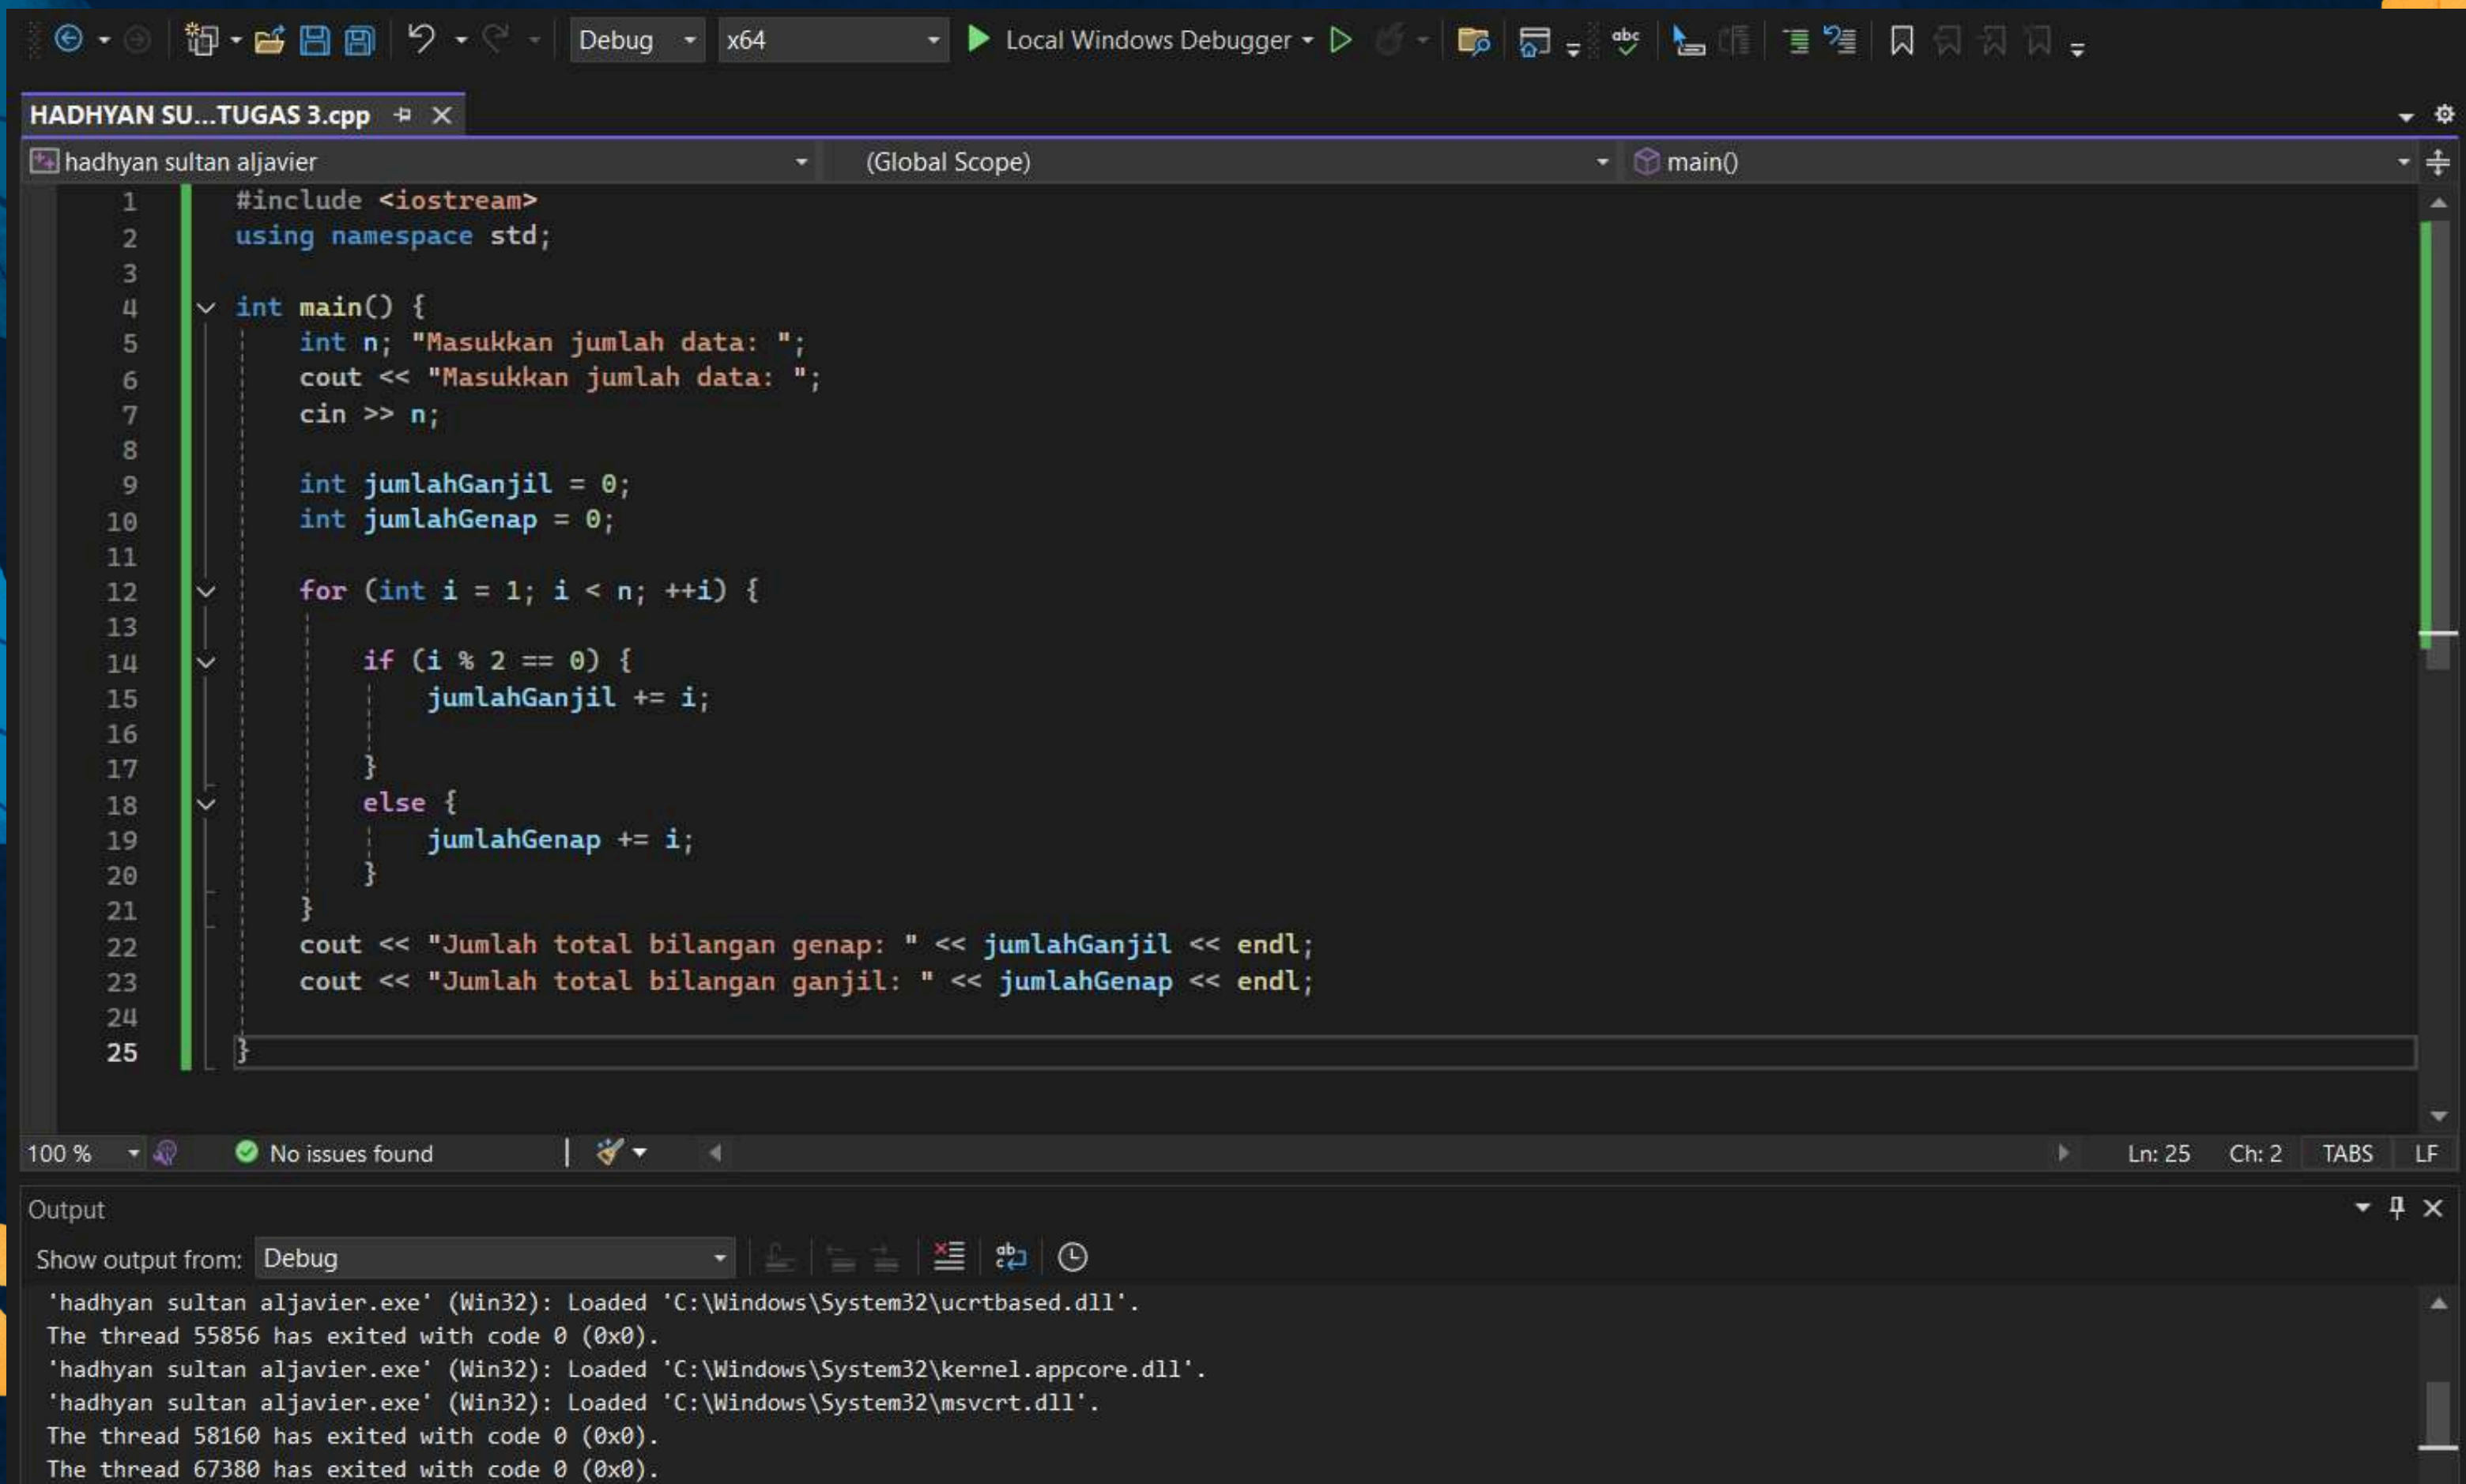 Debug x64 Local Windows Debugger abc
HADHYAN SU...TUGAS 3.cpp
hadhyan sultan aljavier (Global Scope) main()
1 #include <iostream>
2 using namespace std;
3
4 int main() {
5 int n; "Masukkan jumlah data: ";
6 cout << "Masukkan jumlah data: ";
7 cin >> n;
8
9 int jumlahGanjil = 0;
10 int jumlahGenap = 0;
11
12 for (int i = 1; i < n; ++i) {
13
14 if (i % 2 == 0) {
15 jumlahGanjil += i;
16
17 }
18 else {
19 jumlahGenap += i;
20 }
21 }
22 cout << "Jumlah total bilangan genap: " << jumlahGanjil << endl;
23 cout << "Jumlah total bilangan ganjil: " << jumlahGenap << endl;
24
25 }
100 % No issues found Ln: 25 Ch: 2 TABS LF
Output
Show output from: Debug
'hadhyan sultan aljavier.exe' (Win32): Loaded 'C:\Windows\System32\ucrtbased.dll'.
The thread 55856 has exited with code 0 (0x0).
'hadhyan sultan aljavier.exe' (Win32): Loaded 'C:\Windows\System32\kernel.appcore.dll'.
'hadhyan sultan aljavier.exe' (Win32): Loaded 'C:\Windows\System32\msvcrt.dll'.
The thread 58160 has exited with code 0 (0x0).
The thread 67380 has exited with code 0 (0x0).